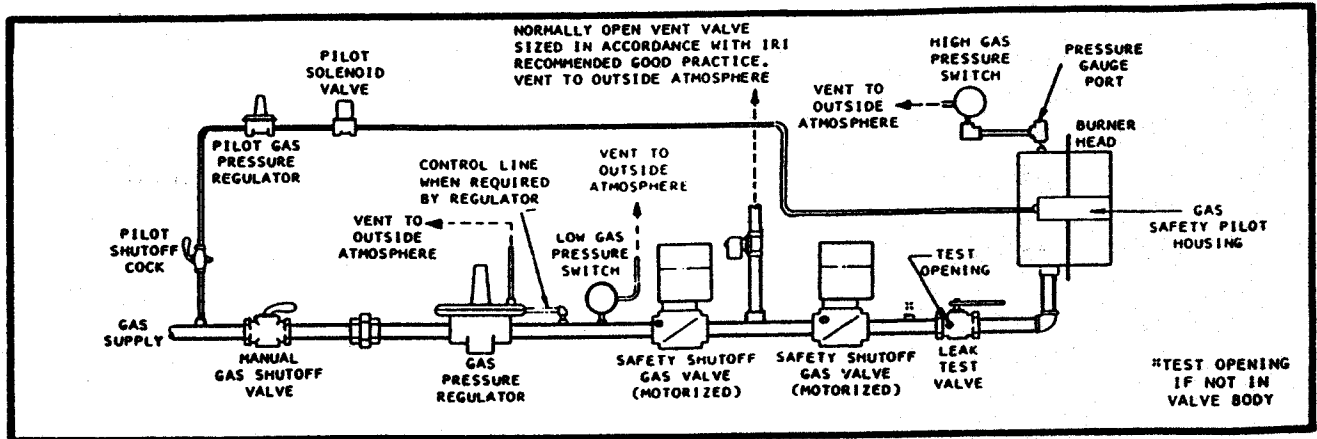 NORMALLY OPEN VENT VALVE
SIZED IN ACCORDANCE WITH IRI
RECOMMENDED GOOD PRACTICE.
VENT TO OUTSIDE ATMOSPHERE
HIGH GAS
PRESSURE
SWITCH
PRESSURE
GAUGE
PORT
PILOT
SOLENOID
VALVE
VENT TO
OUTSIDE
ATMOSPHERE
BURNER
HEAD
PILOT GAS
PRESSURE
REGULATOR
CONTROL LINE
WHEN REQUIRED
BY REGULATOR
VENT TO
OUTSIDE
ATMOSPHERE
VENT TO
OUTSIDE
ATMOSPHERE
PILOT
SHUTOFF
COCK
LOW GAS
PRESSURE
SWITCH
TEST
OPENING
GAS
SAFETY PILOT
HOUSING
GAS
SUPPLY
MANUAL
GAS SHUTOFF
VALVE
GAS
PRESSURE
REGULATOR
SAFETY SHUTOFF
GAS VALVE
(MOTORIZED)
SAFETY SHUTOFF
GAS VALVE
(MOTORIZED)
LEAK
TEST
VALVE
*
*TEST OPENING
IF NOT IN
VALVE BODY